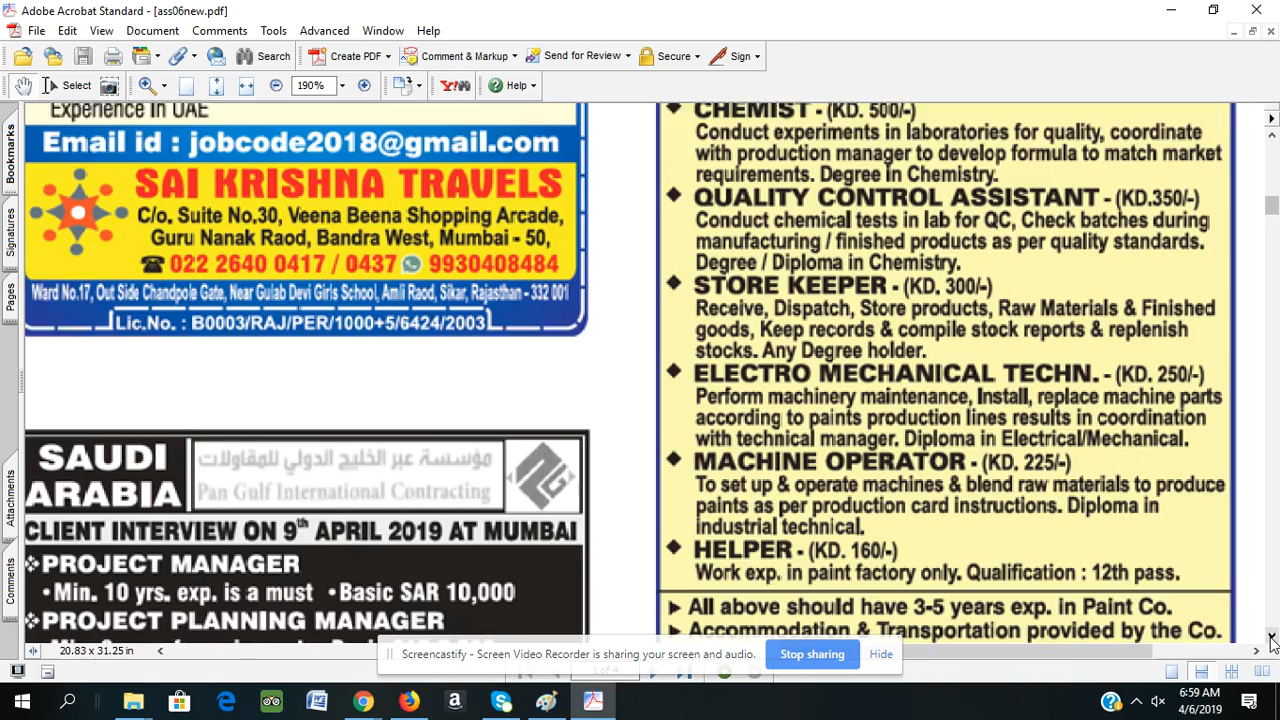 Adobe Acrobat Standard - [ass06new.pdf]
File Edit View Document Comments Tools Advanced Window Help
Search Create PDF Comment & Markup Send for Review Secure Sign
Select 190% Y! Help
Bookmarks
Signatures
Pages
Attachments
Comments
Experience in UAE
Email id : jobcode2018@gmail.com
SAI KRISHNA TRAVELS
C/o. Suite No.30, Veena Beena Shopping Arcade,
Guru Nanak Raod, Bandra West, Mumbai - 50,
022 2640 0417 / 0437 9930408484
Ward No.17, Out Side Chandpole Gate, Near Gulab Devi Girls School, Amli Raod, Sikar, Rajasthan - 332 001
Lic.No. : B0003/RAJ/PER/1000+5/6424/2003
SAUDI
ARABIA
مؤسسة عبر الخليج الدولي للمقاولات
Pan Gulf International Contracting
CLIENT INTERVIEW ON 9th APRIL 2019 AT MUMBAI
PROJECT MANAGER
• Min. 10 yrs. exp. is a must • Basic SAR 10,000
PROJECT PLANNING MANAGER
CHEMIST - (KD. 500/-)
Conduct experiments in laboratories for quality, coordinate
with production manager to develop formula to match market
requirements. Degree in Chemistry.
QUALITY CONTROL ASSISTANT - (KD.350/-)
Conduct chemical tests in lab for QC, Check batches during
manufacturing / finished products as per quality standards.
Degree / Diploma in Chemistry.
STORE KEEPER - (KD. 300/-)
Receive, Dispatch, Store products, Raw Materials & Finished
goods, Keep records & compile stock reports & replenish
stocks. Any Degree holder.
ELECTRO MECHANICAL TECHN. - (KD. 250/-)
Perform machinery maintenance, Install, replace machine parts
according to paints production lines results in coordination
with technical manager. Diploma in Electrical/Mechanical.
MACHINE OPERATOR - (KD. 225/-)
To set up & operate machines & blend raw materials to produce
paints as per production card instructions. Diploma in
industrial technical.
HELPER - (KD. 160/-)
Work exp. in paint factory only. Qualification : 12th pass.
All above should have 3-5 years exp. in Paint Co.
Accommodation & Transportation provided by the Co.
20.83 x 31.25 in
Screencastify - Screen Video Recorder is sharing your screen and audio. Stop sharing Hide
1 of 4
6:59 AM
4/6/2019